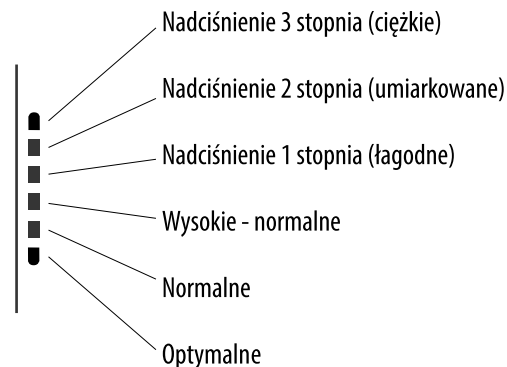 Nadciśnienie 3 stopnia (ciężkie)
Nadciśnienie 2 stopnia (umiarkowane)
Nadciśnienie 1 stopnia (łagodne)
Wysokie - normalne
Normalne
Optymalne